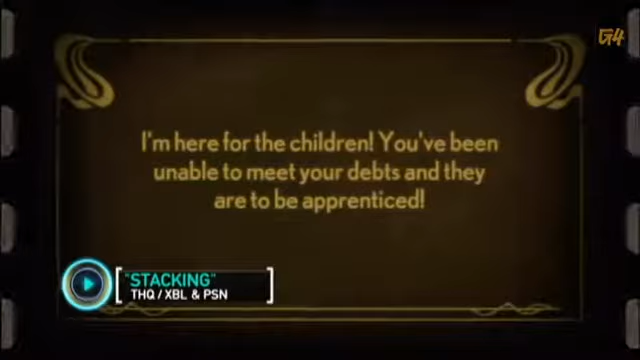 G4
I'm here for the children! You've been
unable to meet your debts and they
are to be apprenticed!
"STACKING"
THQ / XBL & PSN